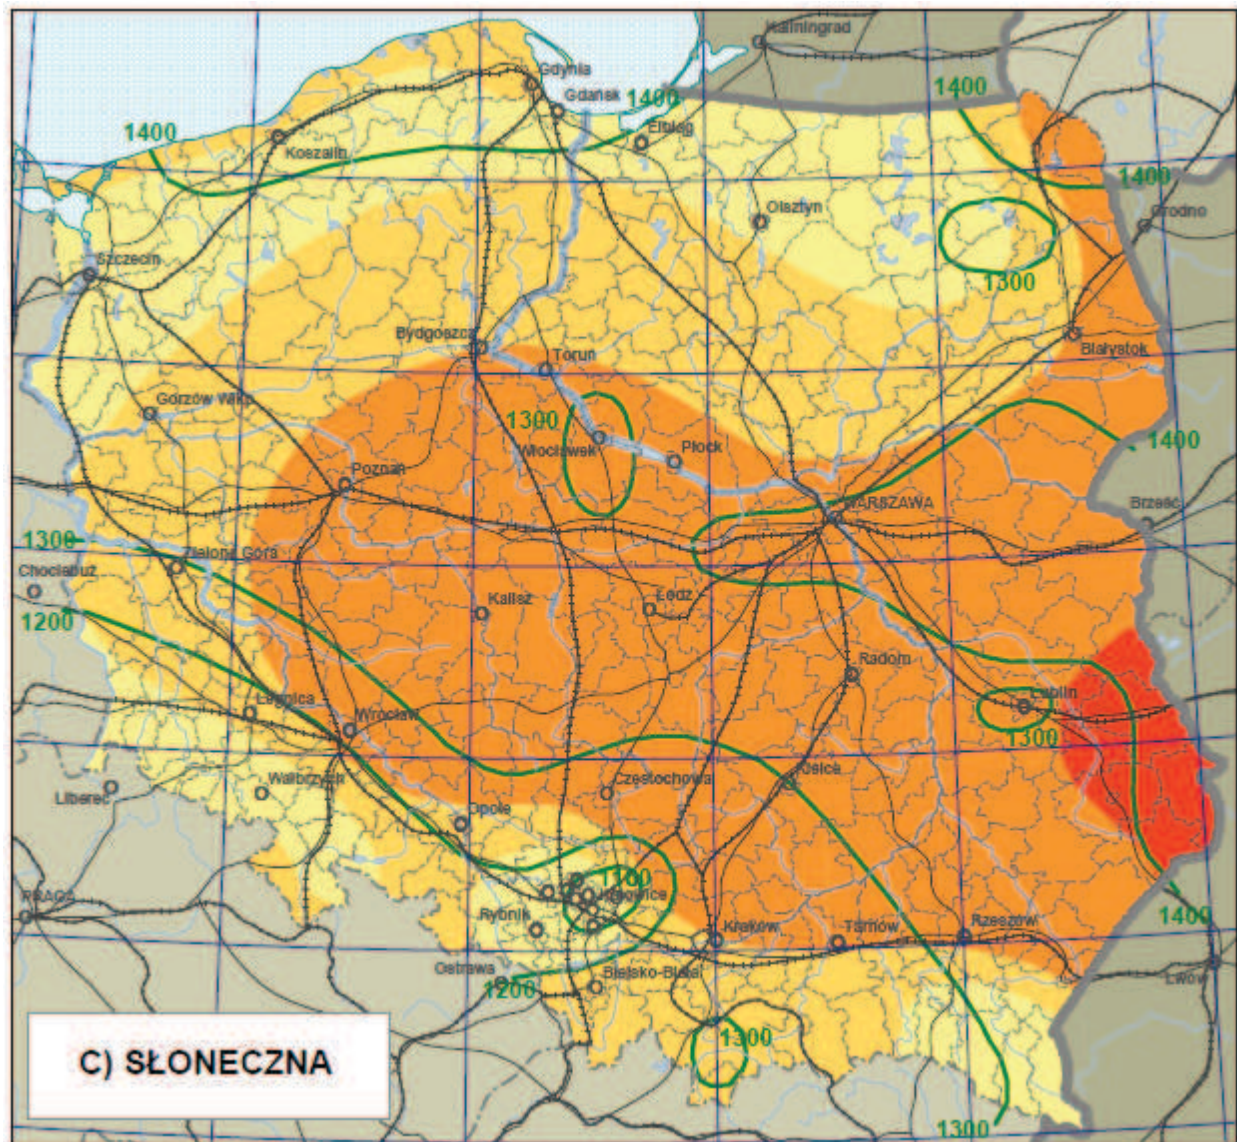 Kaliningrad
Gdynia
1400
1400
Gdańsk
1400
Elbląg
Koszalin
1400
Olsztyn
Grodno
Szczecin
1300
Bydgoszcz
Białystok
Toruń
Gorzów Wlkp.
1300
Włocławek
1400
Płock
Poznań
WARSZAWA
Brześć
1300
Zielona Góra
Chociebuż
Kalisz
Łódź
1200
Radom
Lublin
Legnica
Wrocław
1300
Kielce
Częstochowa
Wałbrzych
Liberec
Opole
1100
Katowice
PRAGA
Rybnik
Kraków
Tarnów
Rzeszów
1400
Ostrawa
Bielsko-Biała
Lwów
1200
1300
C) SŁONECZNA
1300